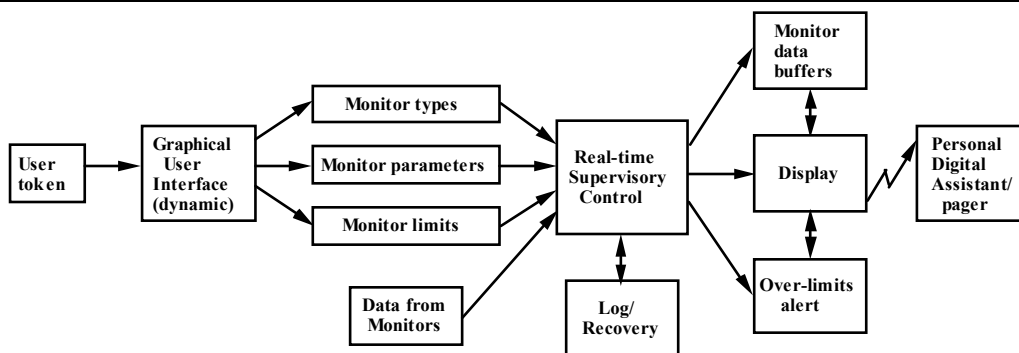 User
token
Graphical
User
Interface
(dynamic)
Monitor types
Monitor parameters
Monitor limits
Data from
Monitors
Real-time
Supervisory
Control
Log/
Recovery
Monitor
data
buffers
Display
Over-limits
alert
Personal
Digital
Assistant/
pager